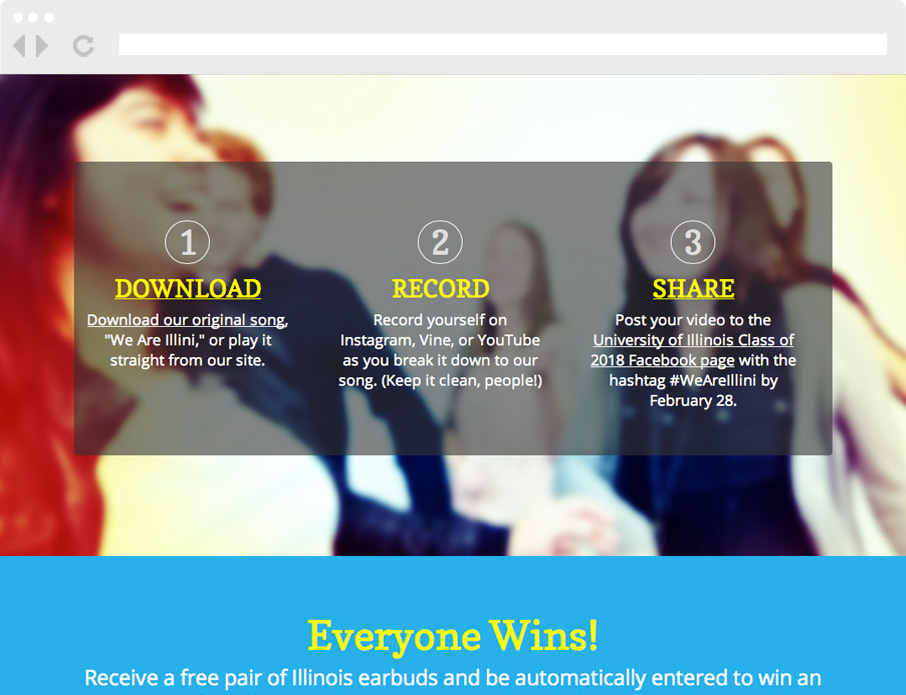 1
DOWNLOAD
Download our original song,
"We Are Illini," or play it
straight from our site.
2
RECORD
Record yourself on
Instagram, Vine, or YouTube
as you break it down to our
song. (Keep it clean, people!)
3
SHARE
Post your video to the
University of Illinois Class of
2018 Facebook page with the
hashtag #WeAreIllini by
February 28.
Everyone Wins!
Receive a free pair of Illinois earbuds and be automatically entered to win an